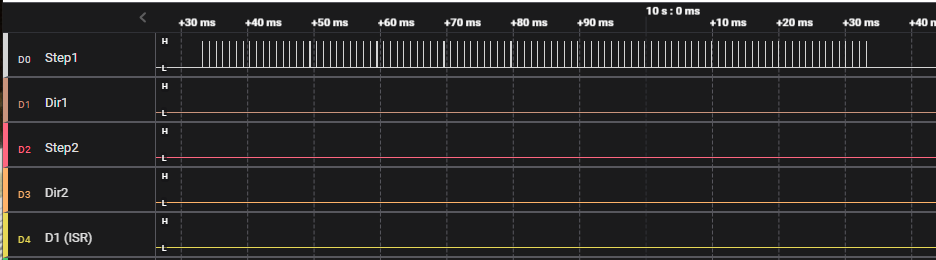 10 s : 0 ms
+30 ms +40 ms +50 ms +60 ms +70 ms +80 ms +90 ms +10 ms +20 ms +30 ms +40 m
H
D0 Step1
L
H
D1 Dir1
L
H
D2 Step2
L
H
D3 Dir2
L
H
D4 D1 (ISR)
L